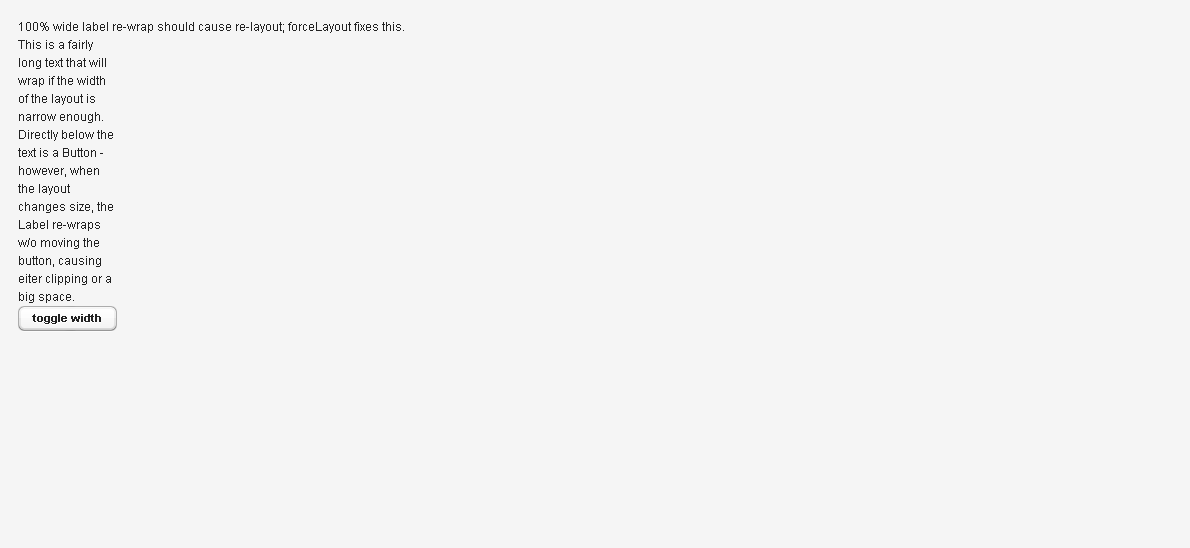 100% wide label re-wrap should cause re-layout; forceLayout fixes this.
This is a fairly
long text that will
wrap if the width
of the layout is
narrow enough.
Directly below the
text is a Button -
however, when
the layout
changes size, the
Label re-wraps
w/o moving the
button, causing
eiter clipping or a
big space.
toggle width